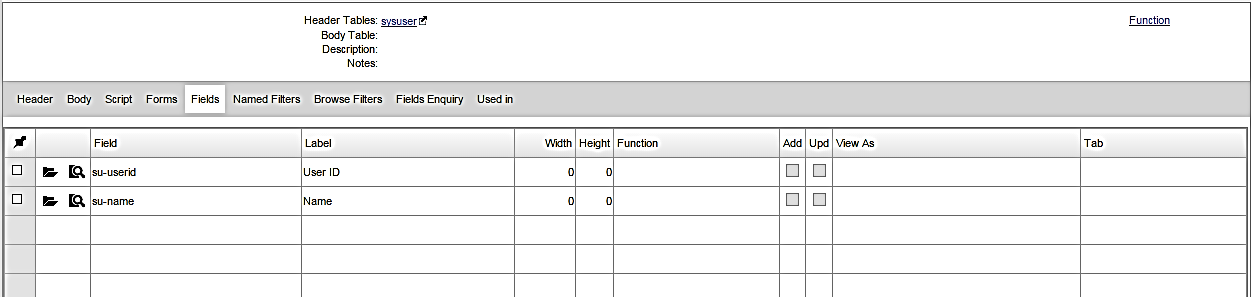 Header Tables: sysuser Function
Body Table:
Description:
Notes:
Header Body Script Forms Fields Named Filters Browse Filters Fields Enquiry Used in
Field Label Width Height Function Add Upd View As Tab
su-userid User ID 0 0
su-name Name 0 0